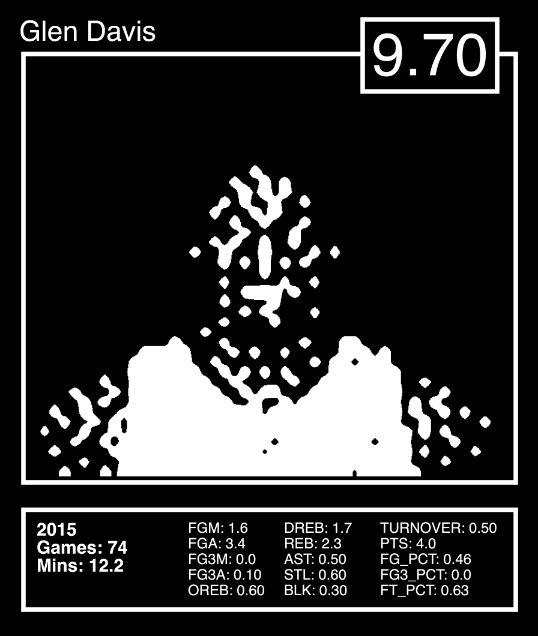 Glen Davis
9.70
2015
Games: 74
Mins: 12.2
FGM: 1.6
FGA: 3.4
FG3M: 0.0
FG3A: 0.10
OREB: 0.60
DREB: 1.7
REB: 2.3
AST: 0.50
STL: 0.60
BLK: 0.30
TURNOVER: 0.50
PTS: 4.0
FG_PCT: 0.46
FG3_PCT: 0.0
FT_PCT: 0.63